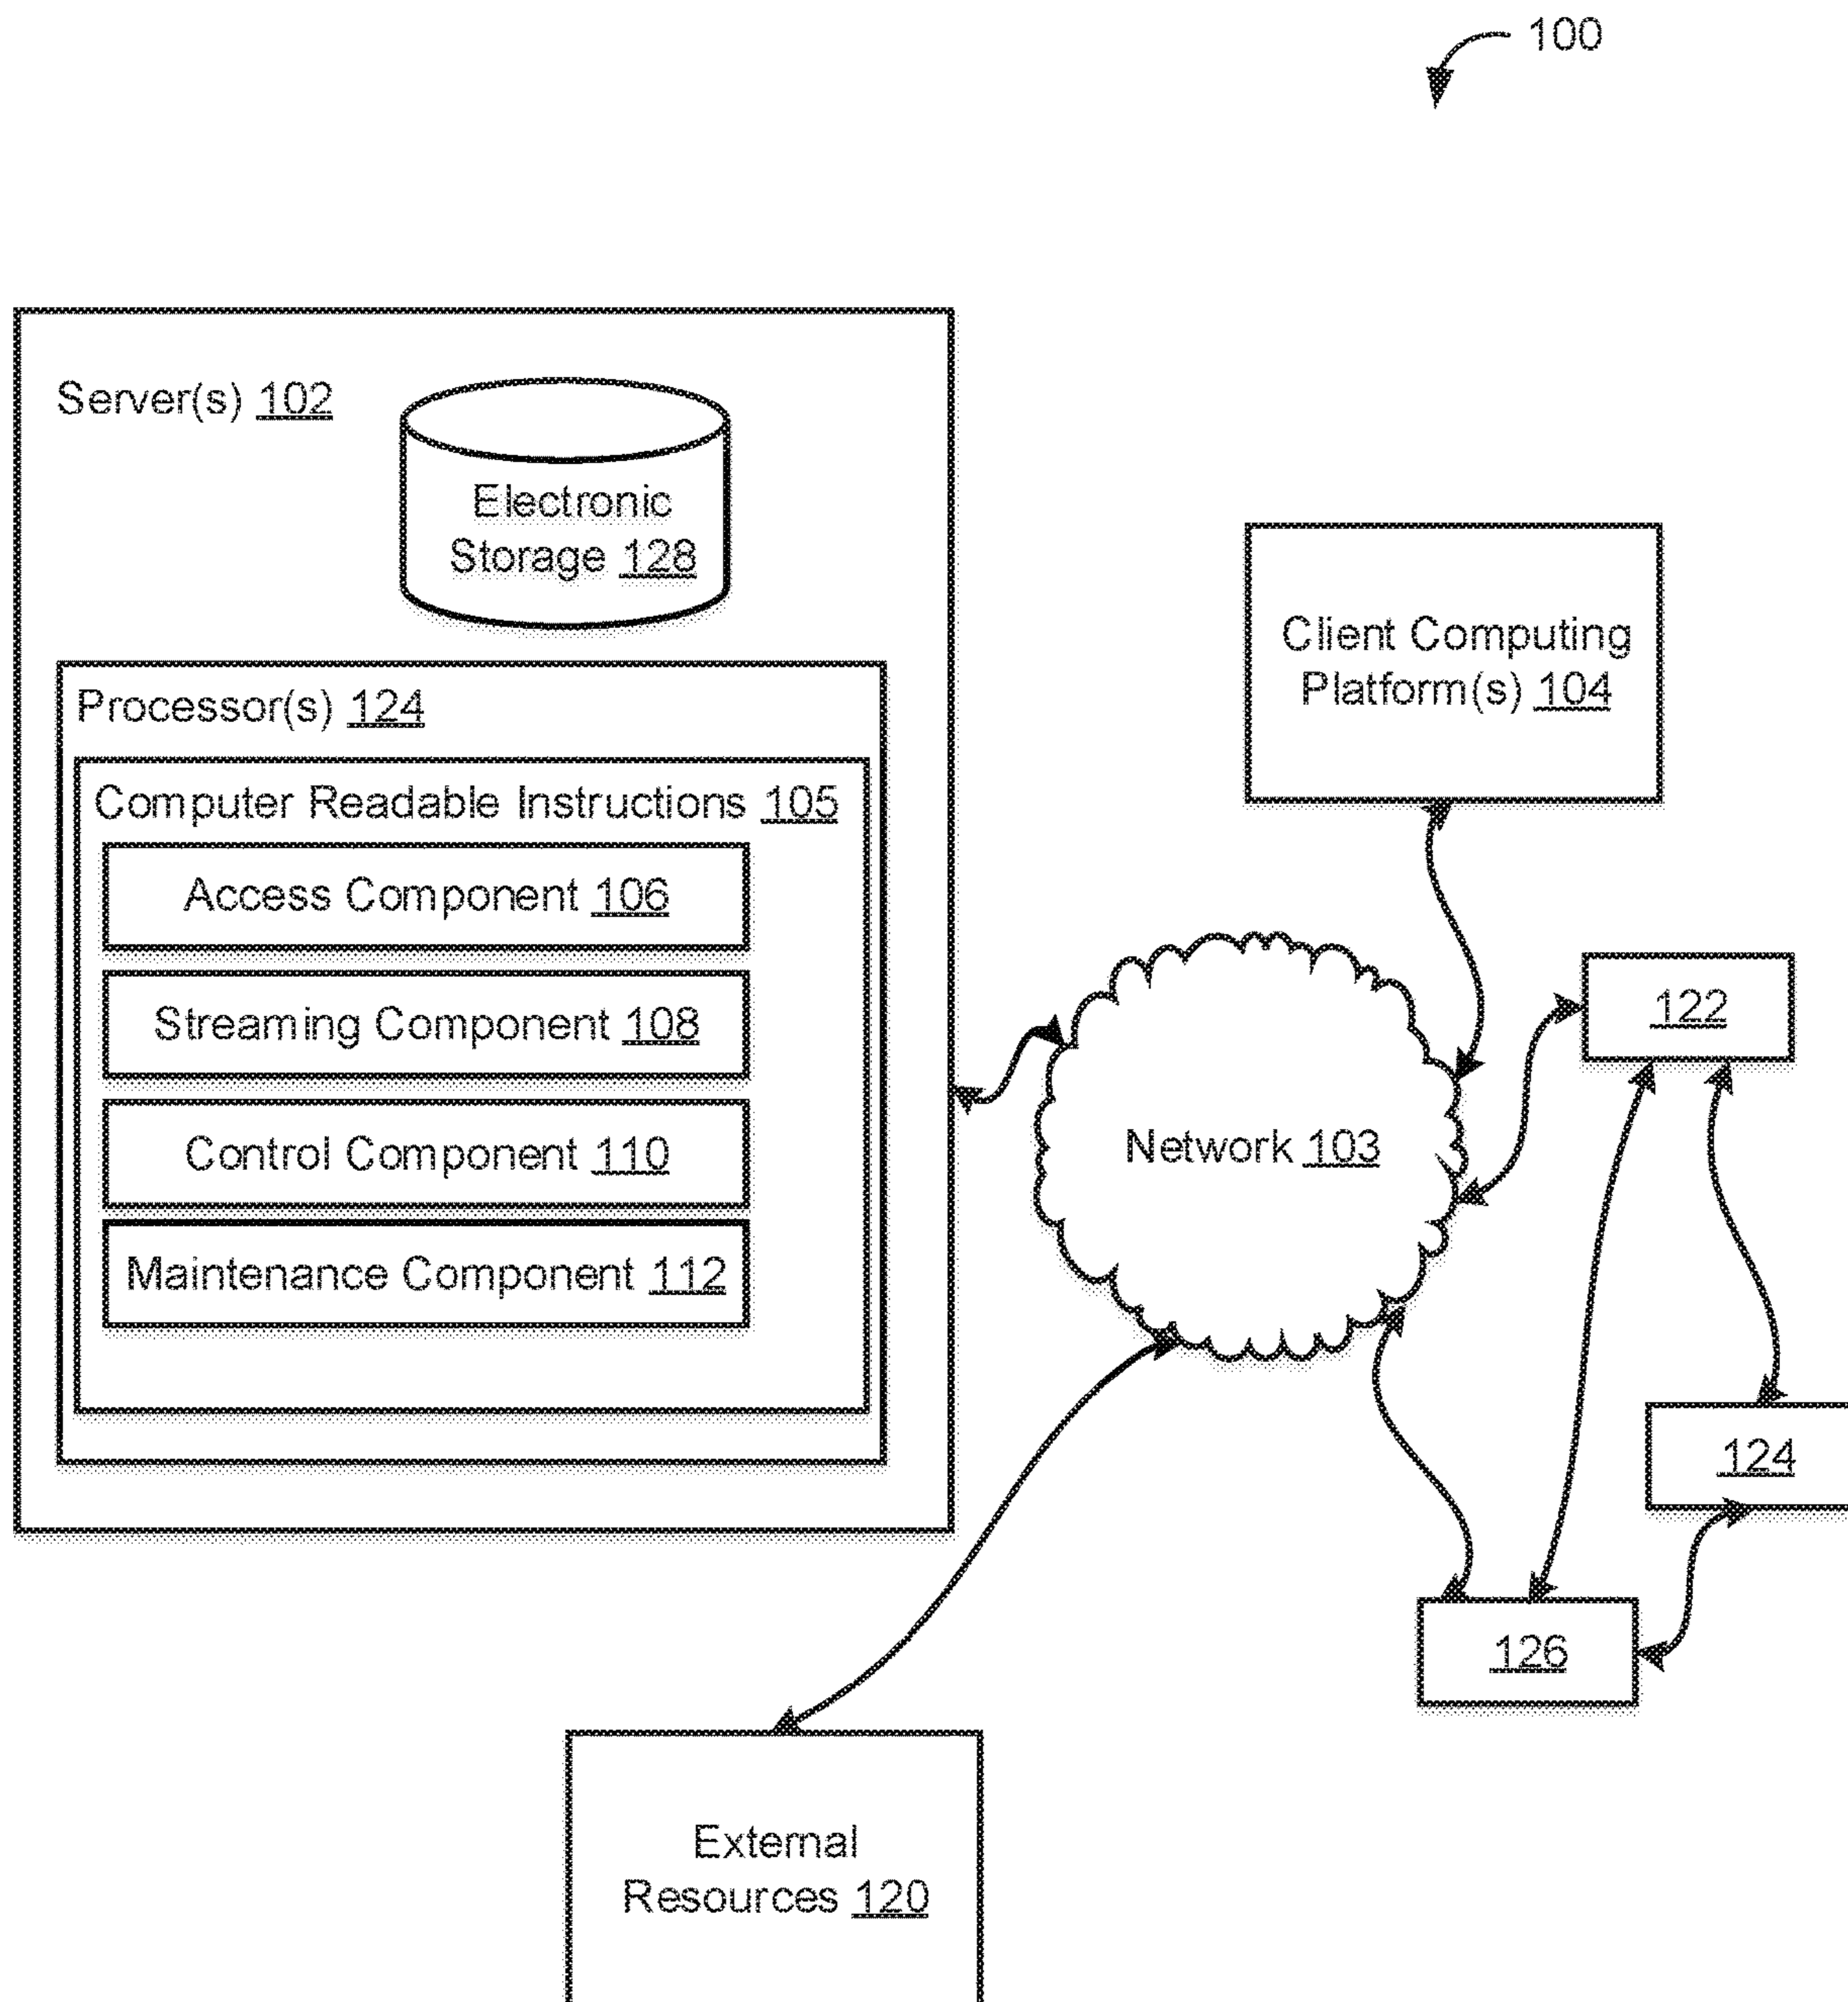 100
Server(s) 102
Electronic
Storage 128
Processor(s) 124
Computer Readable Instructions 105
Access Component 106
Streaming Component 108
Control Component 110
Maintenance Component 112
Client Computing
Platform(s) 104
Network 103
122
124
126
External
Resources 120